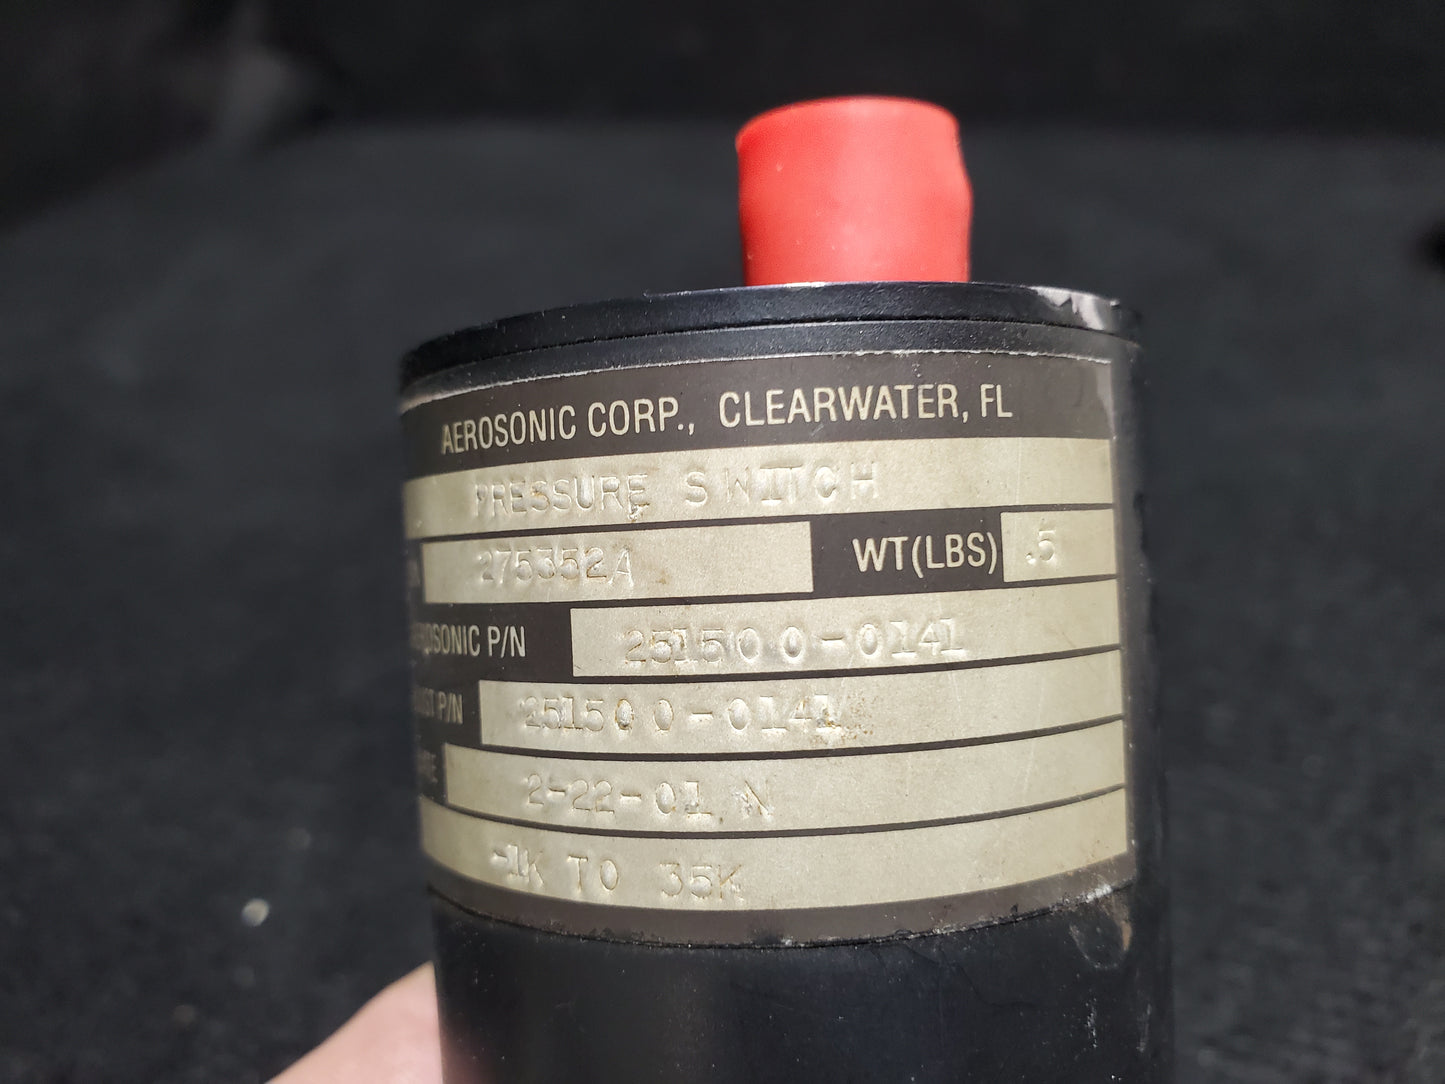 AEROSONIC CORP., CLEARWATER, FL
PRESSURE SWITCH
275352A WT(LBS) .5
AEROSONIC P/N 251500-0141
P/N 251500-0141
2-22-01 N
-1K TO 35K